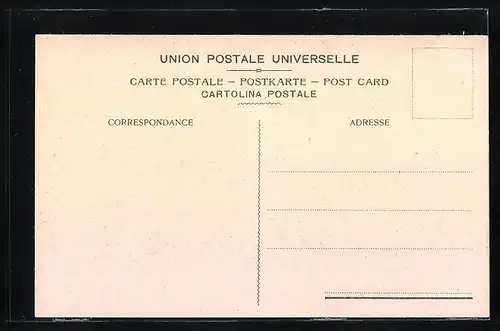 UNION POSTALE UNIVERSELLE
CARTE POSTALE – POSTKARTE – POST CARD
CARTOLINA POSTALE
CORRESPONDANCE
ADRESSE